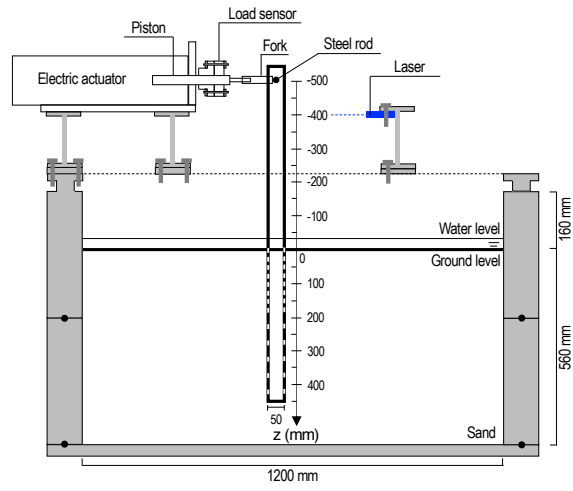 Load sensor
Piston
Fork
Steel rod
Electric actuator
Laser
-500
-400
-300
-200
-100
0
100
200
300
400
Water level
Ground level
160 mm
560 mm
50
z (mm)
Sand
1200 mm